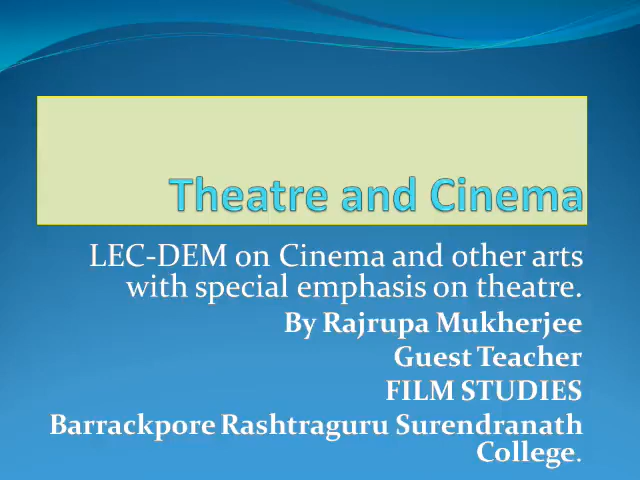 Theatre and Cinema
LEC-DEM on Cinema and other arts
with special emphasis on theatre.
By Rajrupa Mukherjee
Guest Teacher
FILM STUDIES
Barrackpore Rashtraguru Surendranath
College.